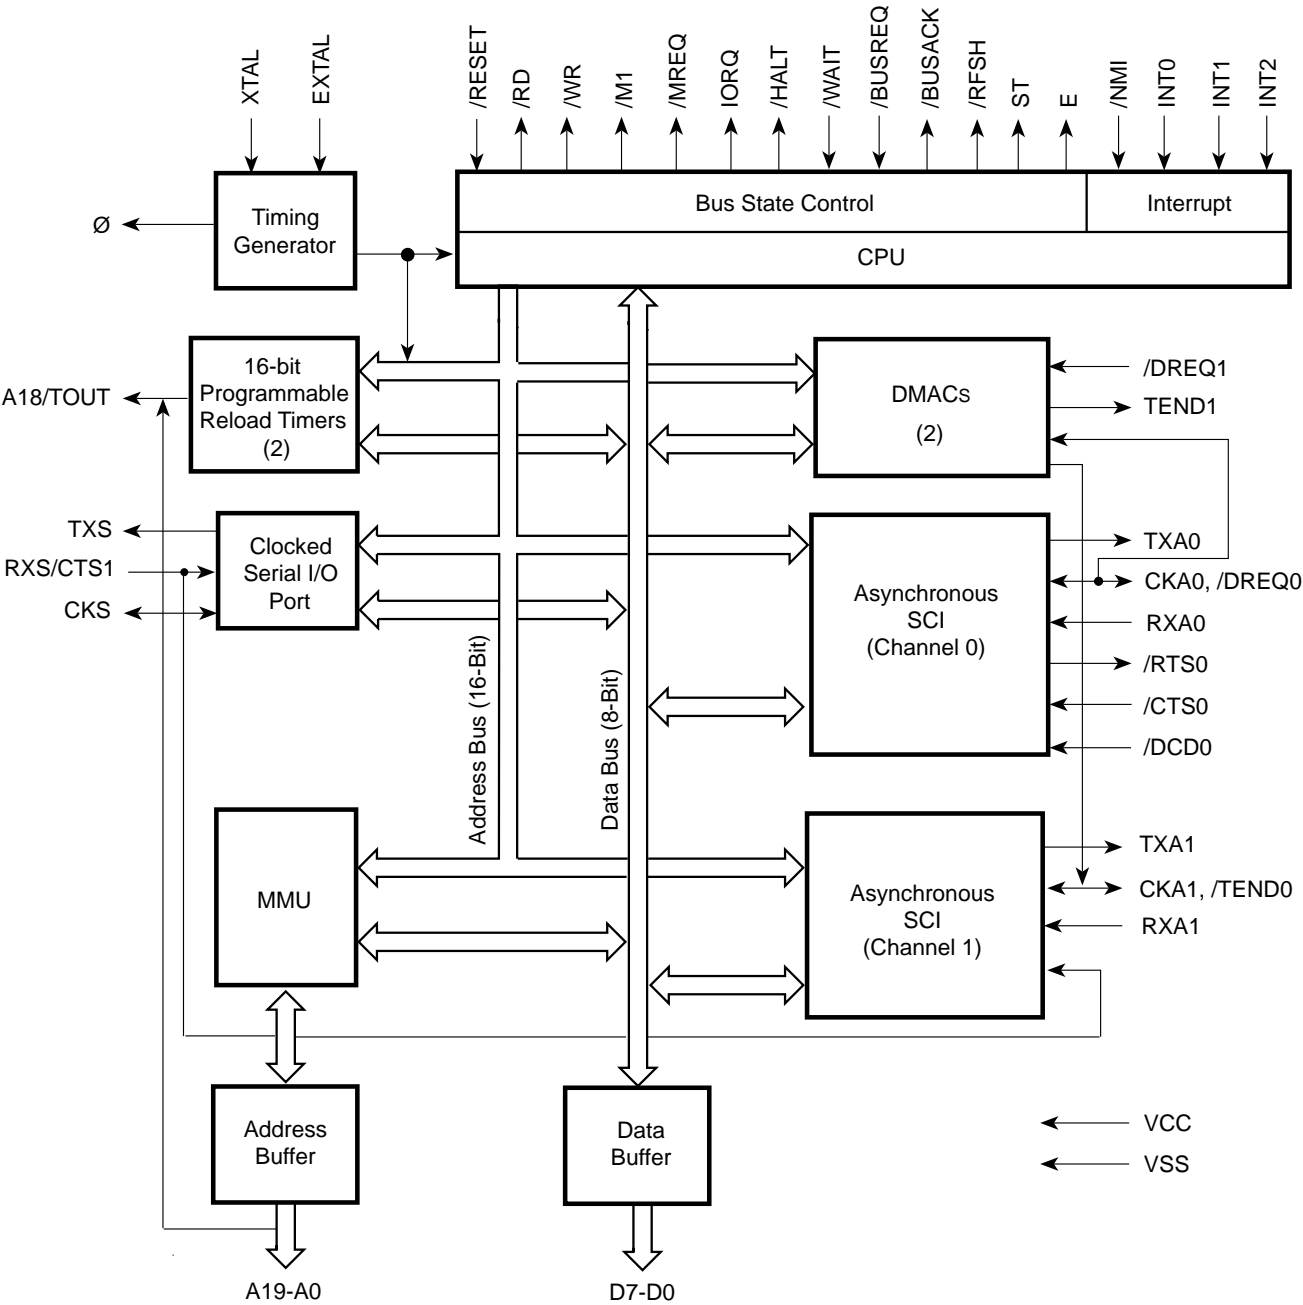 XTAL
EXTAL
/RESET
/RD
/WR
/M1
/MREQ
IORQ
/HALT
/WAIT
/BUSREQ
/BUSACK
/RFSH
ST
E
/NMI
INT0
INT1
INT2
Ø
Timing
Generator
Bus State Control
Interrupt
CPU
A18/TOUT
16-bit
Programmable
Reload Timers
(2)
DMACs
(2)
/DREQ1
TEND1
TXS
RXS/CTS1
CKS
Clocked
Serial I/O
Port
Asynchronous
SCI
(Channel 0)
TXA0
CKA0, /DREQ0
RXA0
/RTS0
/CTS0
/DCD0
Address Bus (16-Bit)
Data Bus (8-Bit)
MMU
Asynchronous
SCI
(Channel 1)
TXA1
CKA1, /TEND0
RXA1
Address
Buffer
Data
Buffer
VCC
VSS
A19-A0
D7-D0